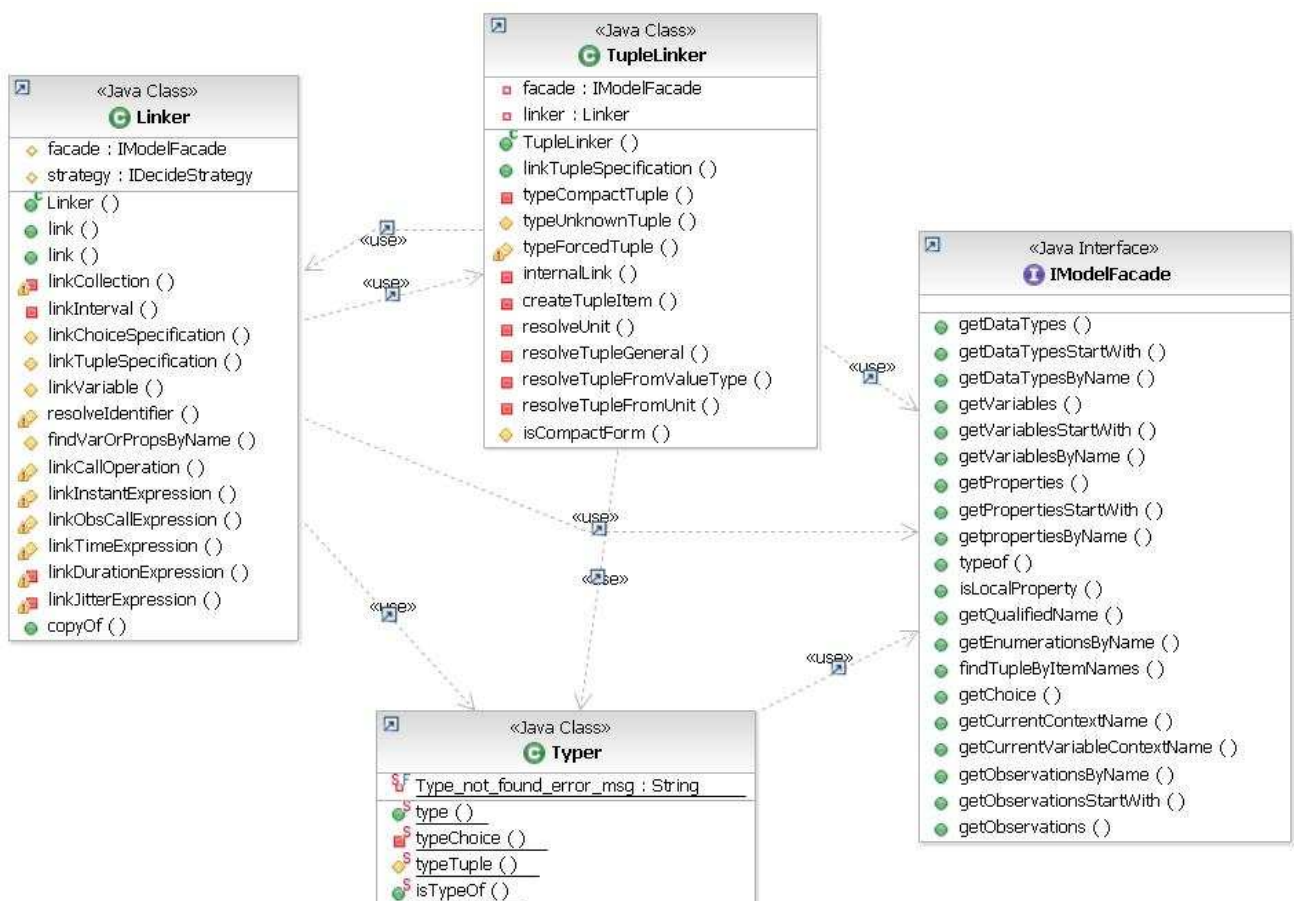 «Java Class»
Linker
facade : IModelFacade
strategy : IDecideStrategy
Linker ( )
link ( )
link ( )
linkCollection ( )
linkInterval ( )
linkChoiceSpecification ( )
linkTupleSpecification ( )
linkVariable ( )
resolveIdentifier ( )
findVarOrPropsByName ( )
linkCallOperation ( )
linkInstantExpression ( )
linkObsCallExpression ( )
linkTimeExpression ( )
linkDurationExpression ( )
linkJitterExpression ( )
copyOf ( )
«use»
«use»
«Java Class»
TupleLinker
facade : IModelFacade
linker : Linker
TupleLinker ( )
linkTupleSpecification ( )
typeCompactTuple ( )
typeUnknownTuple ( )
typeForcedTuple ( )
internalLink ( )
createTupleItem ( )
resolveUnit ( )
resolveTupleGeneral ( )
resolveTupleFromValueType ( )
resolveTupleFromUnit ( )
isCompactForm ( )
«use»
«use»
«use»
«use»
«use»
«Java Interface»
IModelFacade
getDataTypes ( )
getDataTypesStartWith ( )
getDataTypesByName ( )
getVariables ( )
getVariablesStartWith ( )
getVariablesByName ( )
getProperties ( )
getPropertiesStartWith ( )
getpropertiesByName ( )
typeof ( )
isLocalProperty ( )
getQualifiedName ( )
getEnumerationsByName ( )
findTupleByItemNames ( )
getChoice ( )
getCurrentContextName ( )
getCurrentVariableContextName ( )
getObservationsByName ( )
getObservationsStartWith ( )
getObservations ( )
«Java Class»
Typer
Type_not_found_error_msg : String
type ( )
typeChoice ( )
typeTuple ( )
isTypeOf ( )